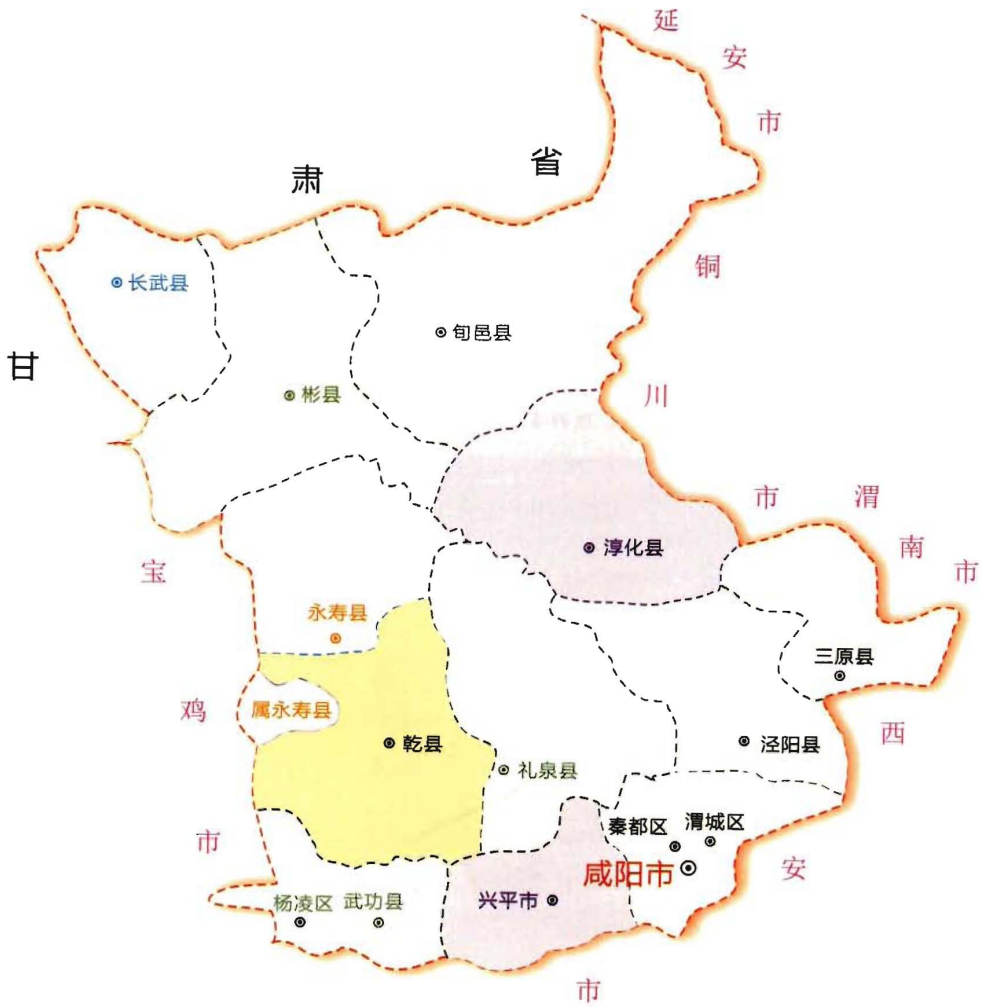 延安市
甘肃省
铜川市
长武县
旬邑县
彬县
渭南市
淳化县
宝鸡市
永寿县
三原县
属永寿县
乾县
泾阳县
礼泉县
西安市
秦都区
渭城区
咸阳市
杨凌区
武功县
兴平市